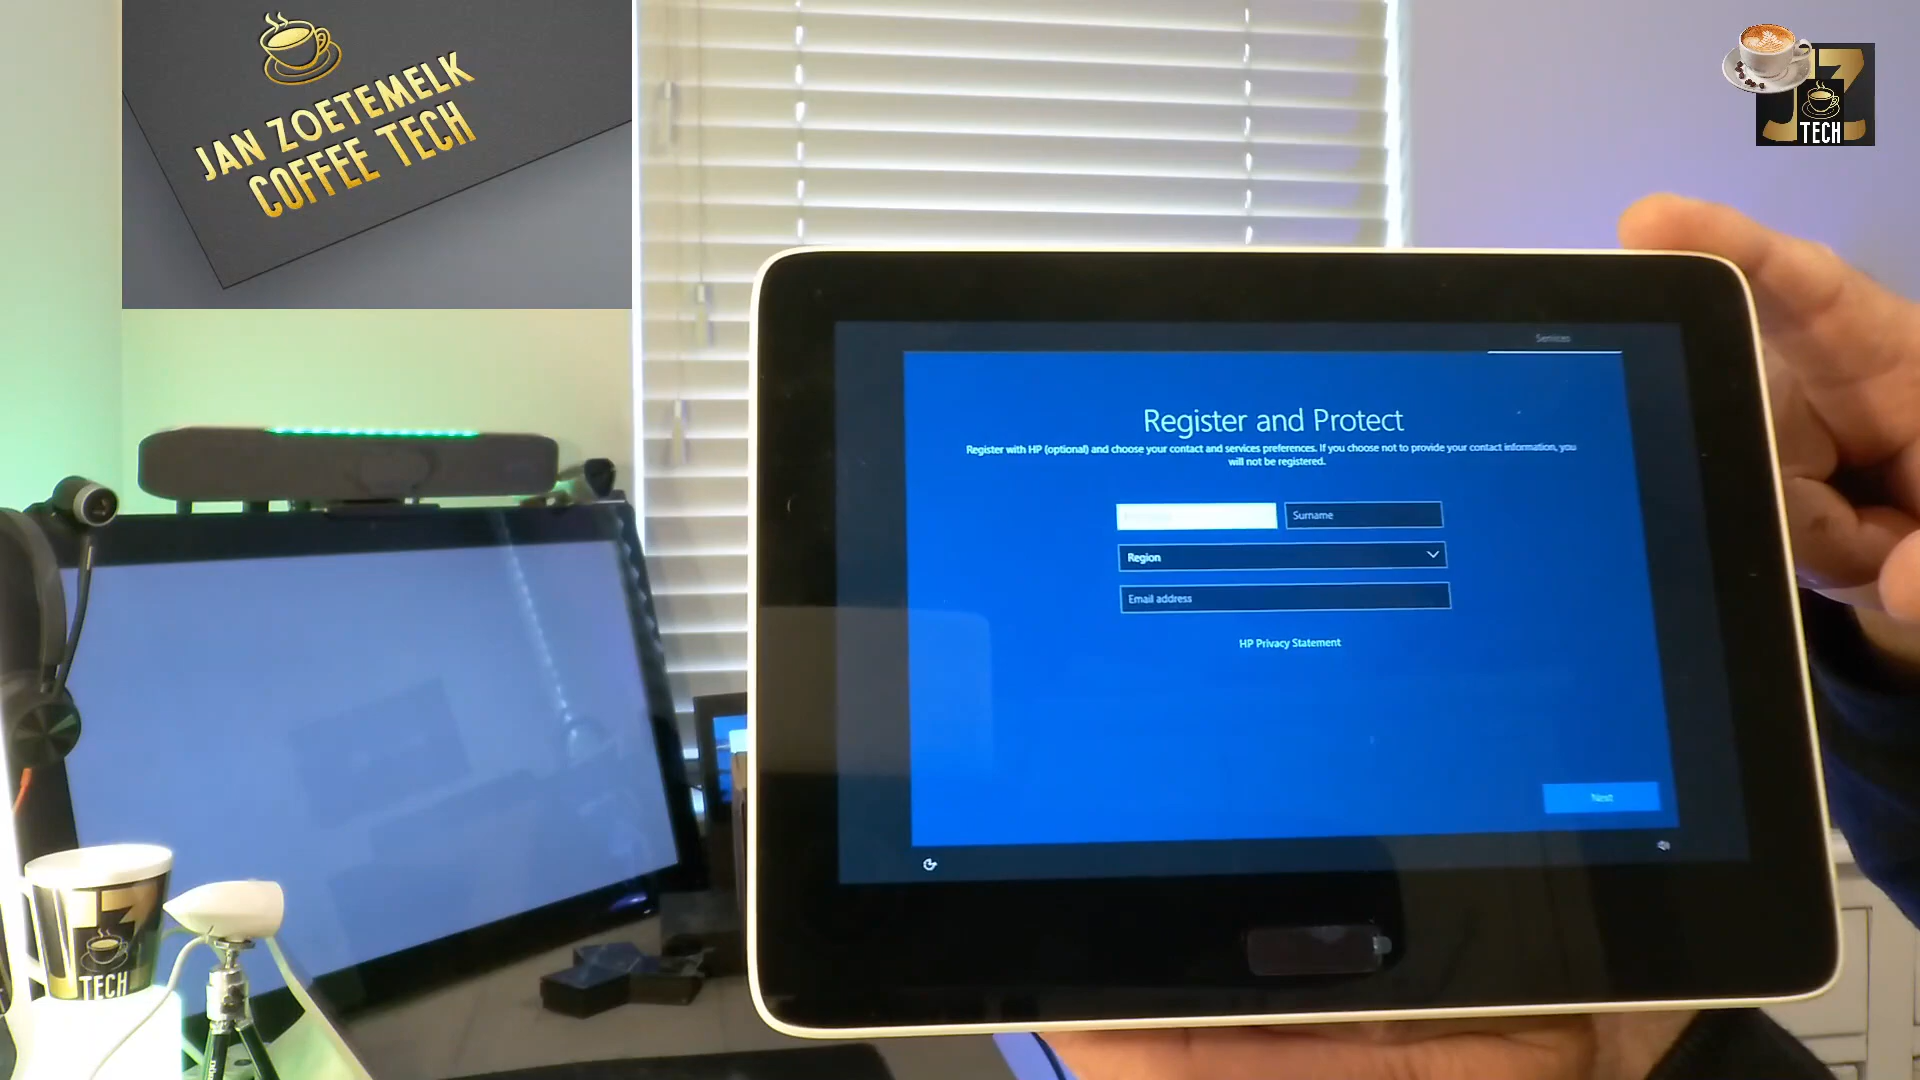 JAN ZOETEMELK
COFFEE TECH
TECH
Services
Register and Protect
Register with HP (optional) and choose your contact and services preferences. If you choose not to provide your contact information, you
will not be registered.
Surname
Region
Email address
HP Privacy Statement
Next
TECH